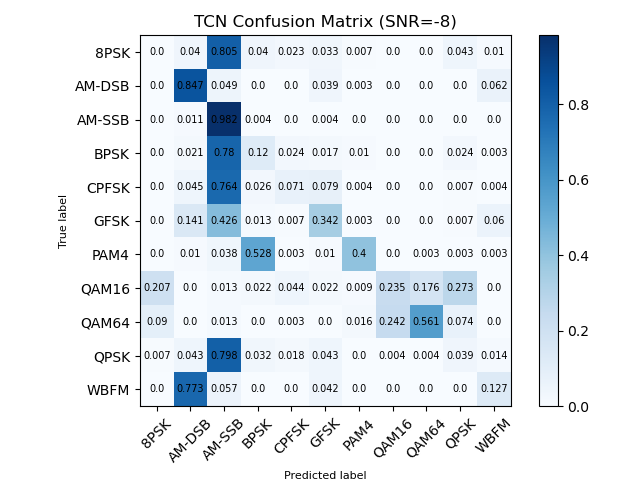 TCN Confusion Matrix (SNR=-8)
8PSK 0.0 0.04 0.805 0.04 0.023 0.033 0.007 0.0 0.0 0.043 0.01
AM-DSB 0.0 0.847 0.049 0.0 0.0 0.039 0.003 0.0 0.0 0.0 0.062
AM-SSB 0.0 0.011 0.982 0.004 0.0 0.004 0.0 0.0 0.0 0.0 0.0
BPSK 0.0 0.021 0.78 0.12 0.024 0.017 0.01 0.0 0.0 0.024 0.003
CPFSK 0.0 0.045 0.764 0.026 0.071 0.079 0.004 0.0 0.0 0.007 0.004
GFSK 0.0 0.141 0.426 0.013 0.007 0.342 0.003 0.0 0.0 0.007 0.06
PAM4 0.0 0.01 0.038 0.528 0.003 0.01 0.4 0.0 0.003 0.003 0.003
QAM16 0.207 0.0 0.013 0.022 0.044 0.022 0.009 0.235 0.176 0.273 0.0
QAM64 0.09 0.0 0.013 0.0 0.003 0.0 0.016 0.242 0.561 0.074 0.0
QPSK 0.007 0.043 0.798 0.032 0.018 0.043 0.0 0.004 0.004 0.039 0.014
WBFM 0.0 0.773 0.057 0.0 0.0 0.042 0.0 0.0 0.0 0.0 0.127
True label
8PSK AM-DSB AM-SSB BPSK CPFSK GFSK PAM4 QAM16 QAM64 QPSK WBFM
Predicted label
0.8
0.6
0.4
0.2
0.0